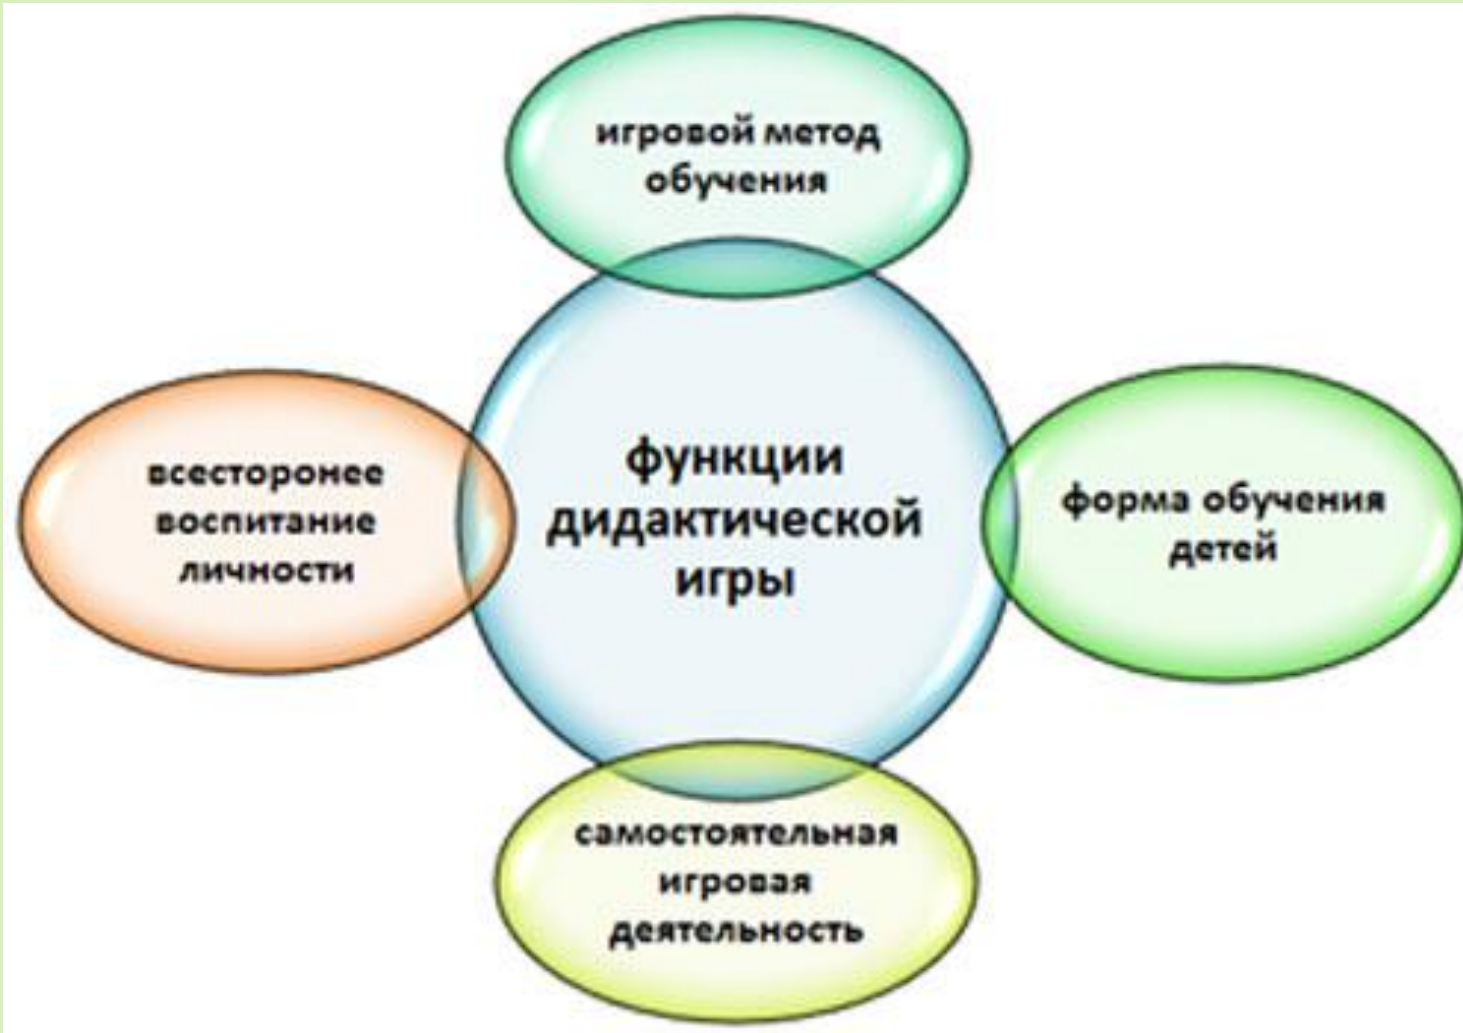 игровой метод
обучения
всесторонее
воспитание
личности
функции
дидактической
игры
форма обучения
детей
самостоятельная
игровая
деятельность